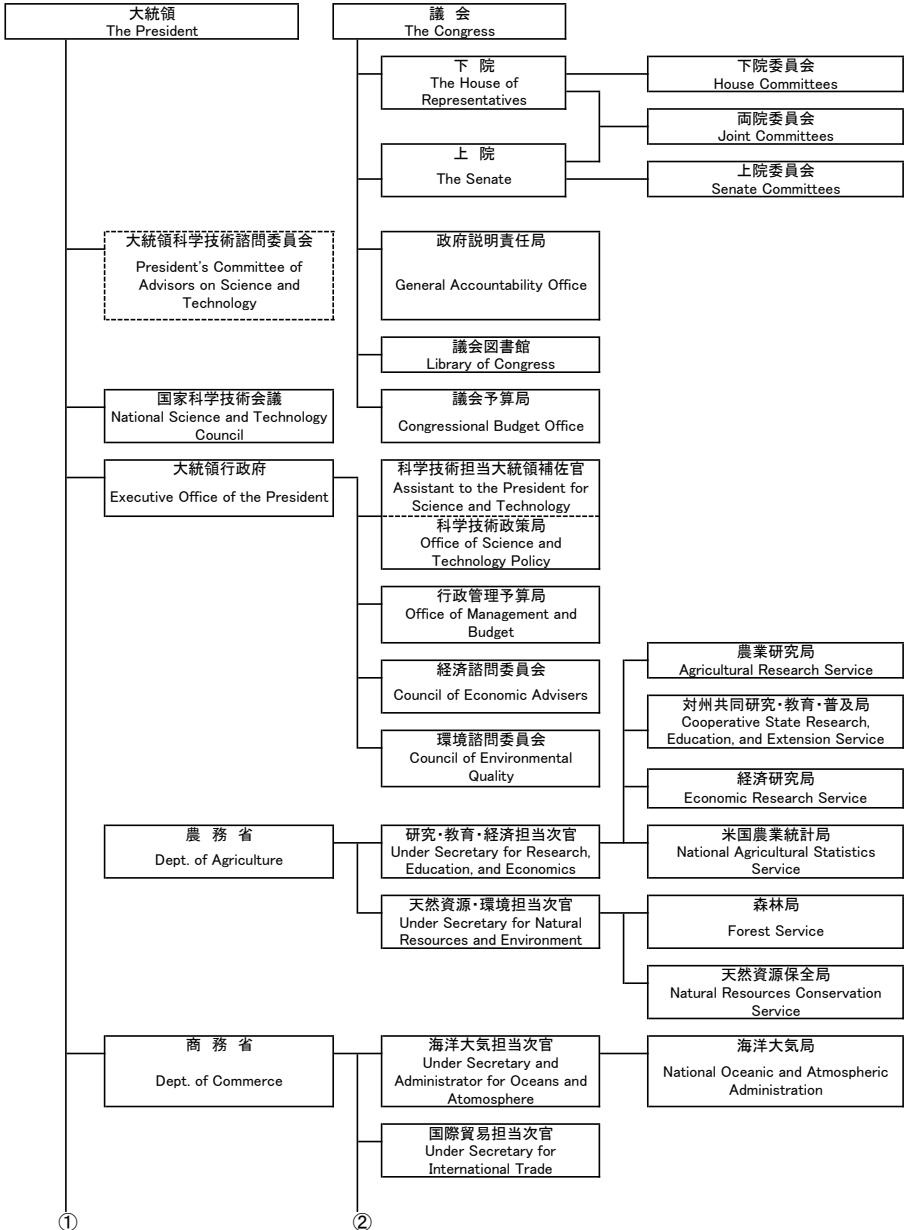 大統領
The President
議 会
The Congress
下 院
The House of
Representatives
下院委員会
House Committees
両院委員会
Joint Committees
上 院
The Senate
上院委員会
Senate Committees
大統領科学技術諮問委員会
President's Committee of
Advisors on Science and
Technology
政府説明責任局
General Accountability Office
議会図書館
Library of Congress
国家科学技術会議
National Science and Technology
Council
議会予算局
Congressional Budget Office
大統領行政府
Executive Office of the President
科学技術担当大統領補佐官
Assistant to the President for
Science and Technology
科学技術政策局
Office of Science and
Technology Policy
行政管理予算局
Office of Management and
Budget
経済諮問委員会
Council of Economic Advisers
環境諮問委員会
Council of Environmental
Quality
農業研究局
Agricultural Research Service
対州共同研究・教育・普及局
Cooperative State Research,
Education, and Extension Service
経済研究局
Economic Research Service
農 務 省
Dept. of Agriculture
研究・教育・経済担当次官
Under Secretary for Research,
Education, and Economics
米国農業統計局
National Agricultural Statistics
Service
天然資源・環境担当次官
Under Secretary for Natural
Resources and Environment
森林局
Forest Service
天然資源保全局
Natural Resources Conservation
Service
商 務 省
Dept. of Commerce
海洋大気担当次官
Under Secretary and
Administrator for Oceans and
Atomosphere
海洋大気局
National Oceanic and Atmospheric
Administration
国際貿易担当次官
Under Secretary for
International Trade
①
②